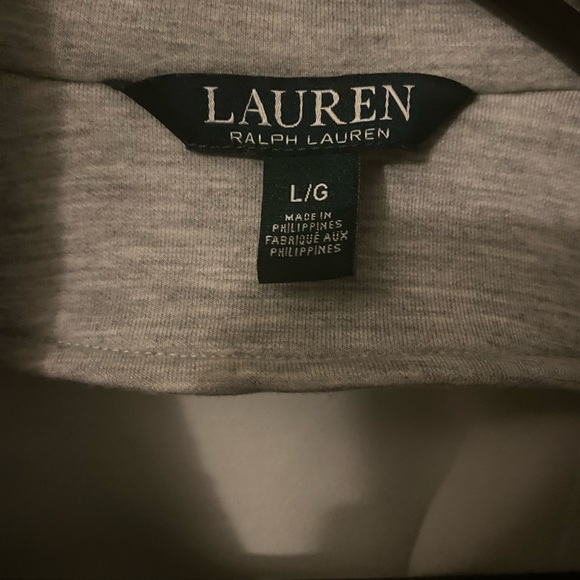 LAUREN
RALPH LAUREN
L/G
MADE IN
PHILIPPINES
FABRIQUÉ AUX
PHILIPPINES